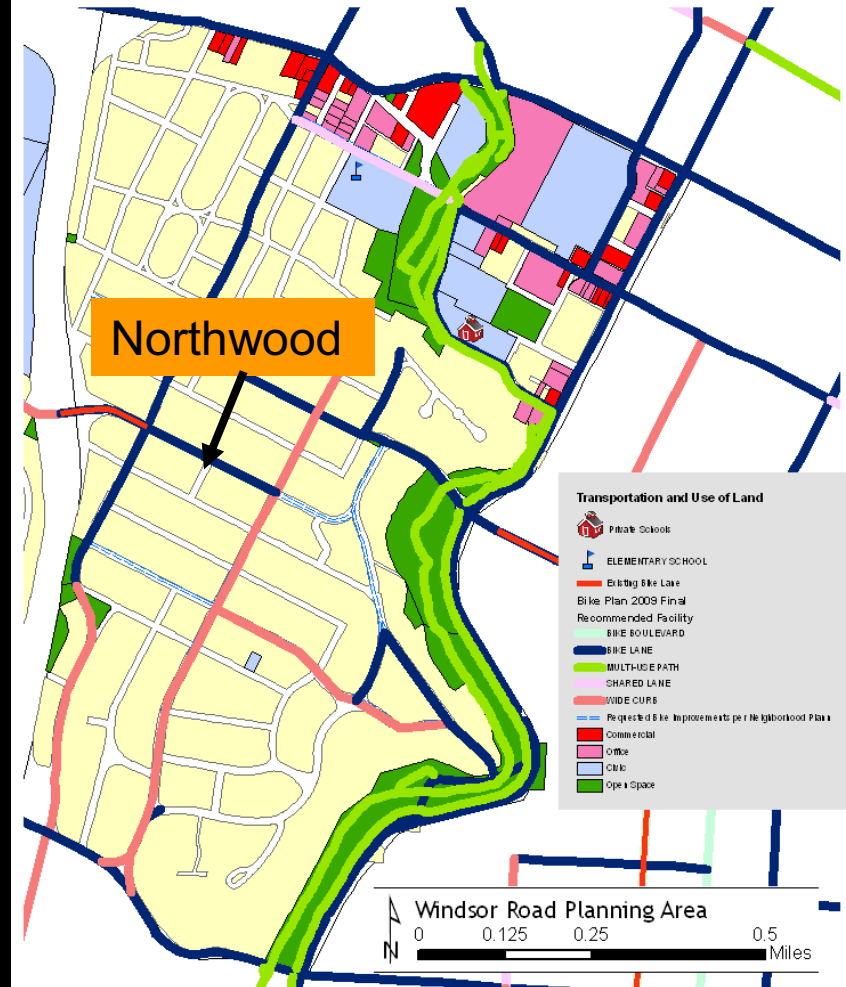 Northwood
Transportation and Use of Land
Private Schools
ELEMENTARY SCHOOL
Existing Bike Lane
Bike Plan 2009 Final
Recommended Facility
BIKE BOULEVARD
BIKE LANE
MULTI-USE PATH
SHARED LANE
WIDE CURB
Requested Bike Improvements per Neighborhood Plann
Commercial
Office
Civic
Open Space
Windsor Road Planning Area
0 0.125 0.25 0.5
Miles
N